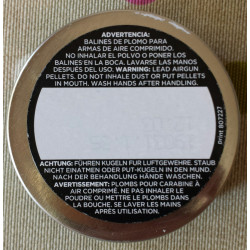 ADVERTENCIA:
BALINES DE PLOMO PARA
ARMAS DE AIRE COMPRIMIDO.
NO INHALAR EL POLVO O PONER LOS
BALINES EN LA BOCA. LAVARSE LAS MANOS
DESPUÉS DEL USO. WARNING: LEAD AIRGUN
PELLETS. DO NOT INHALE DUST OR PUT PELLETS
IN MOUTH, WASH HANDS AFTER HANDLING.
Print 807227
ACHTUNG: FÜHREN KUGELN FUR LUFTGEWEHRE. STAUB
NICHT EINATMEN ODER PUT-KUGELN IN DEN MUND.
NACH DER BEHANDLUNG HÄNDE WASCHEN.
AVERTISSEMENT: PLOMBS POUR CARABINE À
AIR COMPRIMÉ. NE PAS INHALER LE
POUDRE OU METTRE LE PLOMBS DANS
LA BOUCHE. SE LAVER LES MAINS
APRÈS UTILISATION.